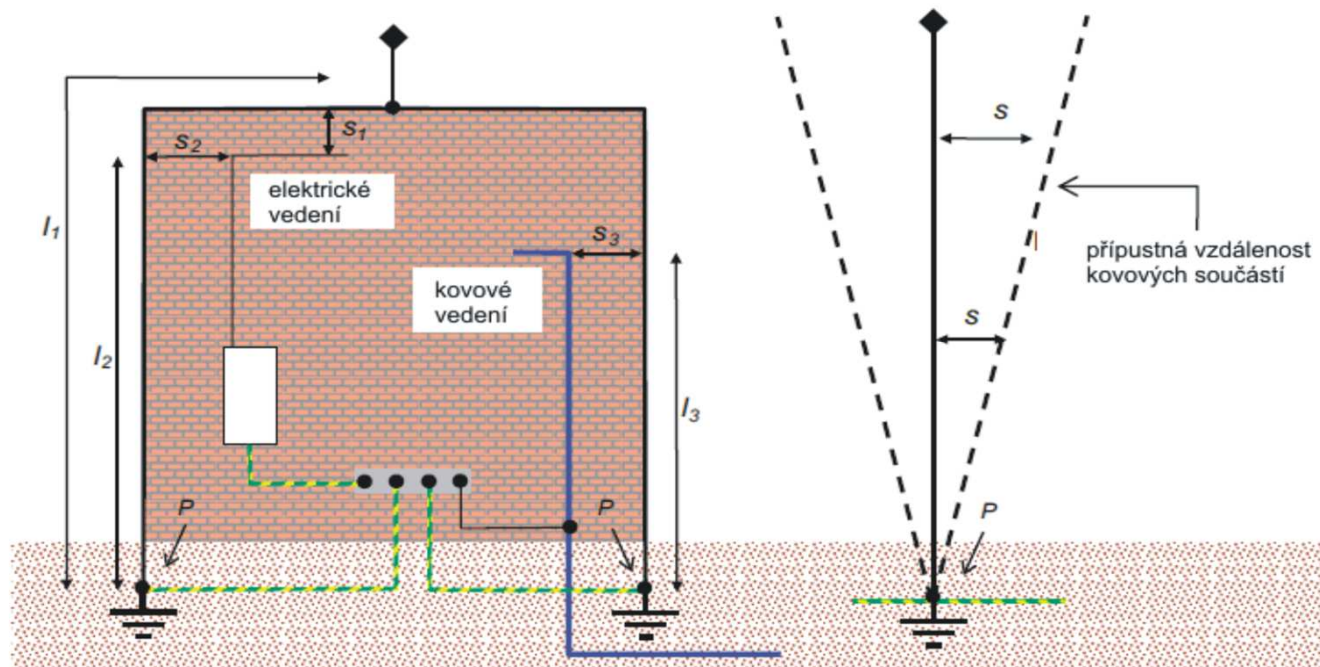 s₁
s₂
elektrické
vedení
l₁
s₃
kovové
vedení
l₂
l₃
P
P
s
přípustná vzdálenost
kovových součástí
s
P